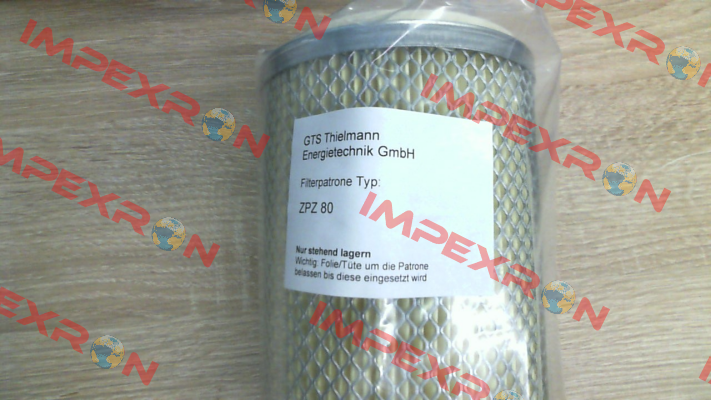 IMPEXRON
GTS Thielmann
Energietechnik GmbH
Filterpatrone Typ:
ZPZ 80
Nur stehend lagern
Wichtig: Folie/Tüte um die Patrone
belassen bis diese eingesetzt wird
IMPEXRON
IMPEXRON
IMPEXRON
IMPEXRON
IMPEXRON
IMPEXRON